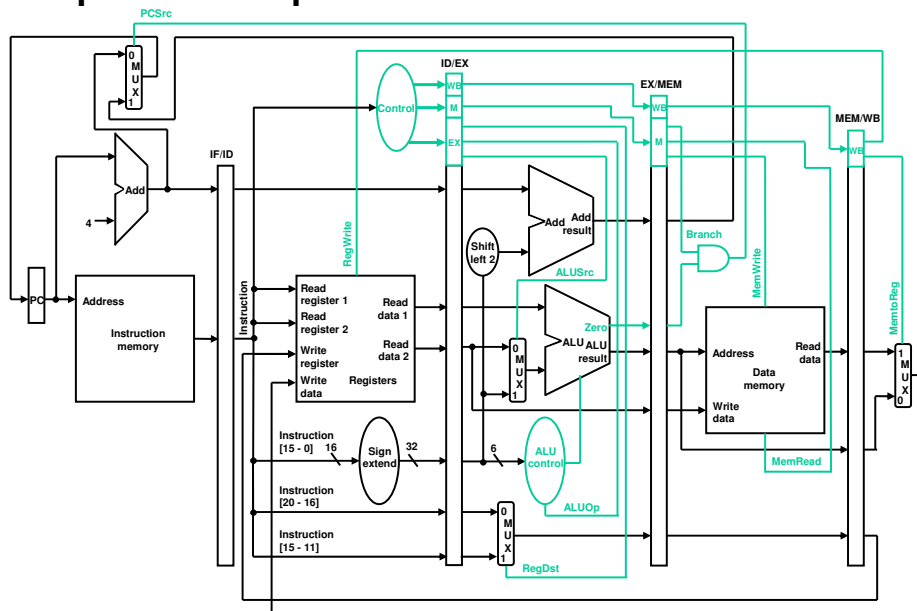 PCSrc
0
M
U
X
1
ID/EX
WB
M
EX
Control
EX/MEM
WB
M
MEM/WB
WB
IF/ID
Add
4
RegWrite
Shift
left 2
Add
Add
result
Branch
MemWrite
MemtoReg
ALUSrc
PC
Address
Instruction
memory
Instruction
Read
register 1
Read
register 2
Write
register
Write
data
Read
data 1
Read
data 2
Registers
0
M
U
X
1
Zero
ALU
ALU
result
Address
Read
data
Data
memory
Write
data
1
M
U
X
0
MemRead
Instruction
[15 - 0]
16
Sign
extend
32
6
ALU
control
ALUOp
Instruction
[20 - 16]
Instruction
[15 - 11]
0
M
U
X
1
RegDst